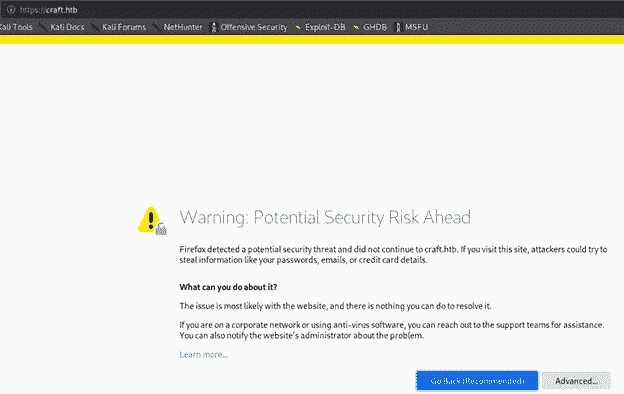 https://craft.htb
Kali Tools Kali Docs Kali Forums NetHunter Offensive Security Exploit-DB GHDB MSFU
Warning: Potential Security Risk Ahead
Firefox detected a potential security threat and did not continue to craft.htb. If you visit this site, attackers could try to
steal information like your passwords, emails, or credit card details.
What can you do about it?
The issue is most likely with the website, and there is nothing you can do to resolve it.
If you are on a corporate network or using anti-virus software, you can reach out to the support teams for assistance.
You can also notify the website's administrator about the problem.
Learn more...
Go Back (Recommended) Advanced...